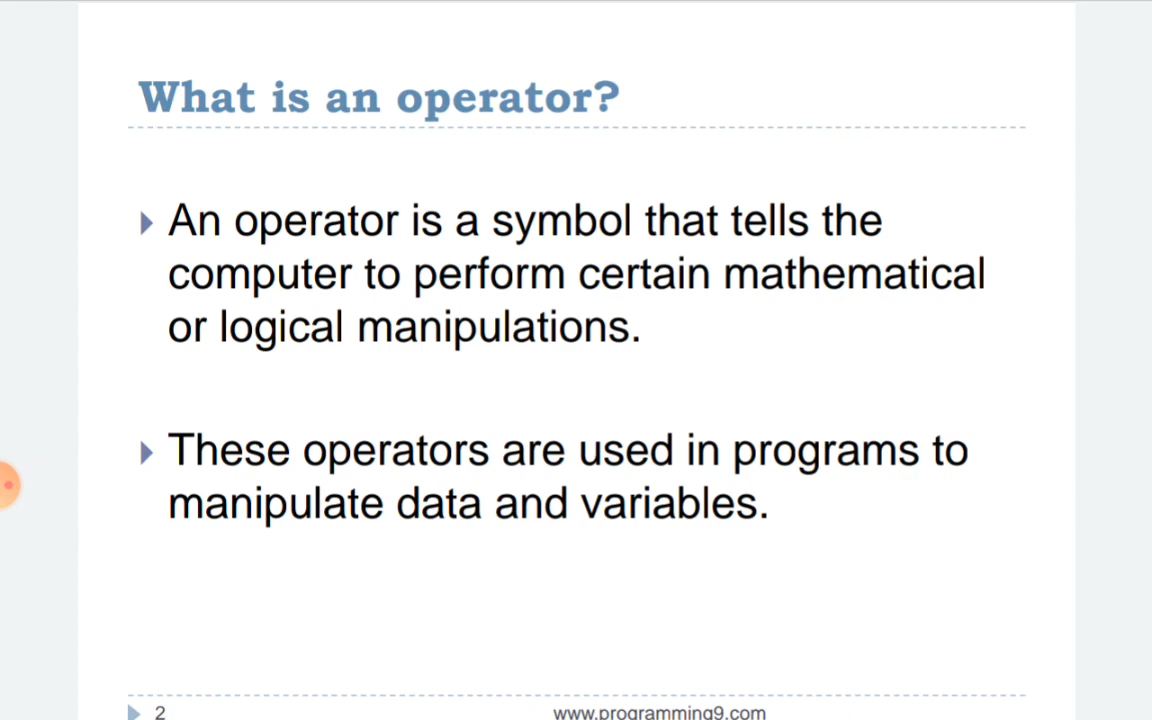 What is an operator?
An operator is a symbol that tells the
computer to perform certain mathematical
or logical manipulations.
These operators are used in programs to
manipulate data and variables.
2
www.programming9.com